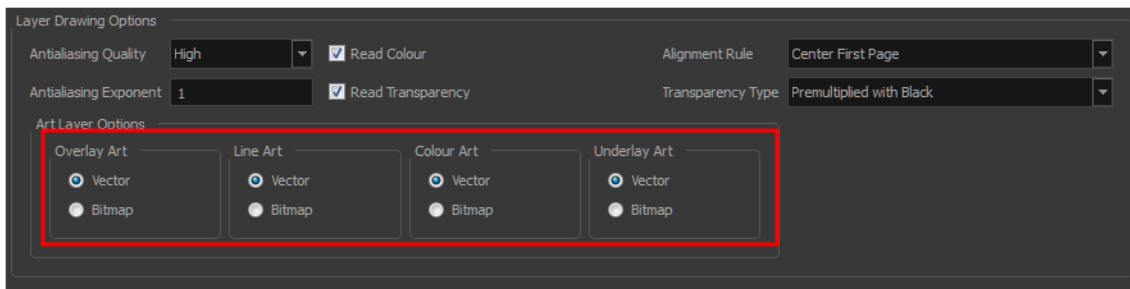 Layer Drawing Options
Antialiasing Quality High Read Colour Alignment Rule Center First Page
Antialiasing Exponent 1 Read Transparency Transparency Type Premultiplied with Black
Art Layer Options
Overlay Art Line Art Colour Art Underlay Art
Vector Vector Vector Vector
Bitmap Bitmap Bitmap Bitmap